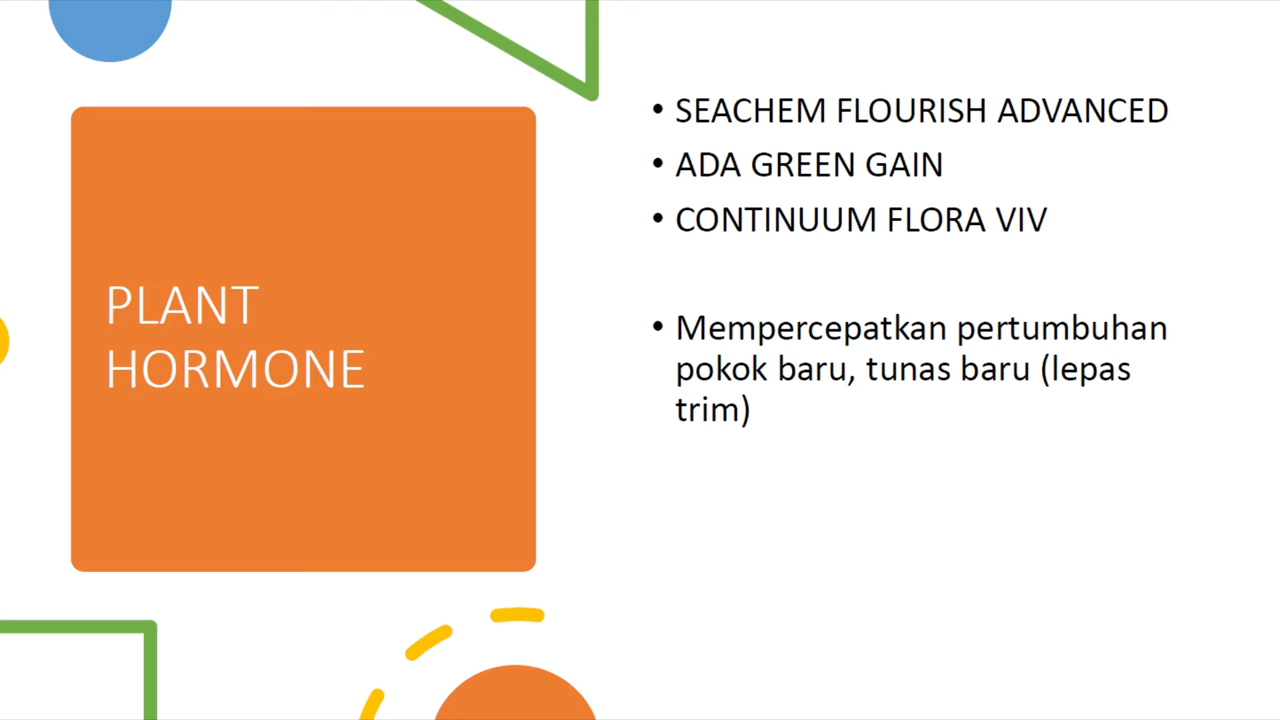 PLANT
HORMONE
• SEACHEM FLOURISH ADVANCED
• ADA GREEN GAIN
• CONTINUUM FLORA VIV
• Mempercepatkan pertumbuhan
pokok baru, tunas baru (lepas
trim)